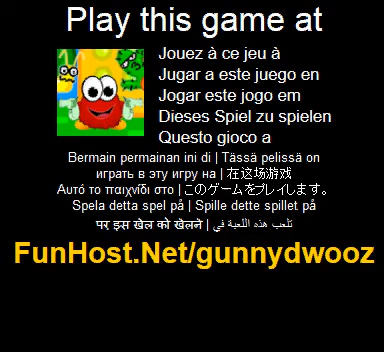 Play this game at
Jouez à ce jeu à
Jugar a este juego en
Jogar este jogo em
Dieses Spiel zu spielen
Questo gioco a
Bermain permainan ini di | Tässä pelissä on
играть в эту игру на | 在这场游戏
Αυτό το παιχνίδι στο | このゲームをプレイします。
Spela detta spel på | Spille dette spillet på
पर इस खेल को खेलने | تلعب هذه اللعبة في
FunHost.Net/gunnydwooz